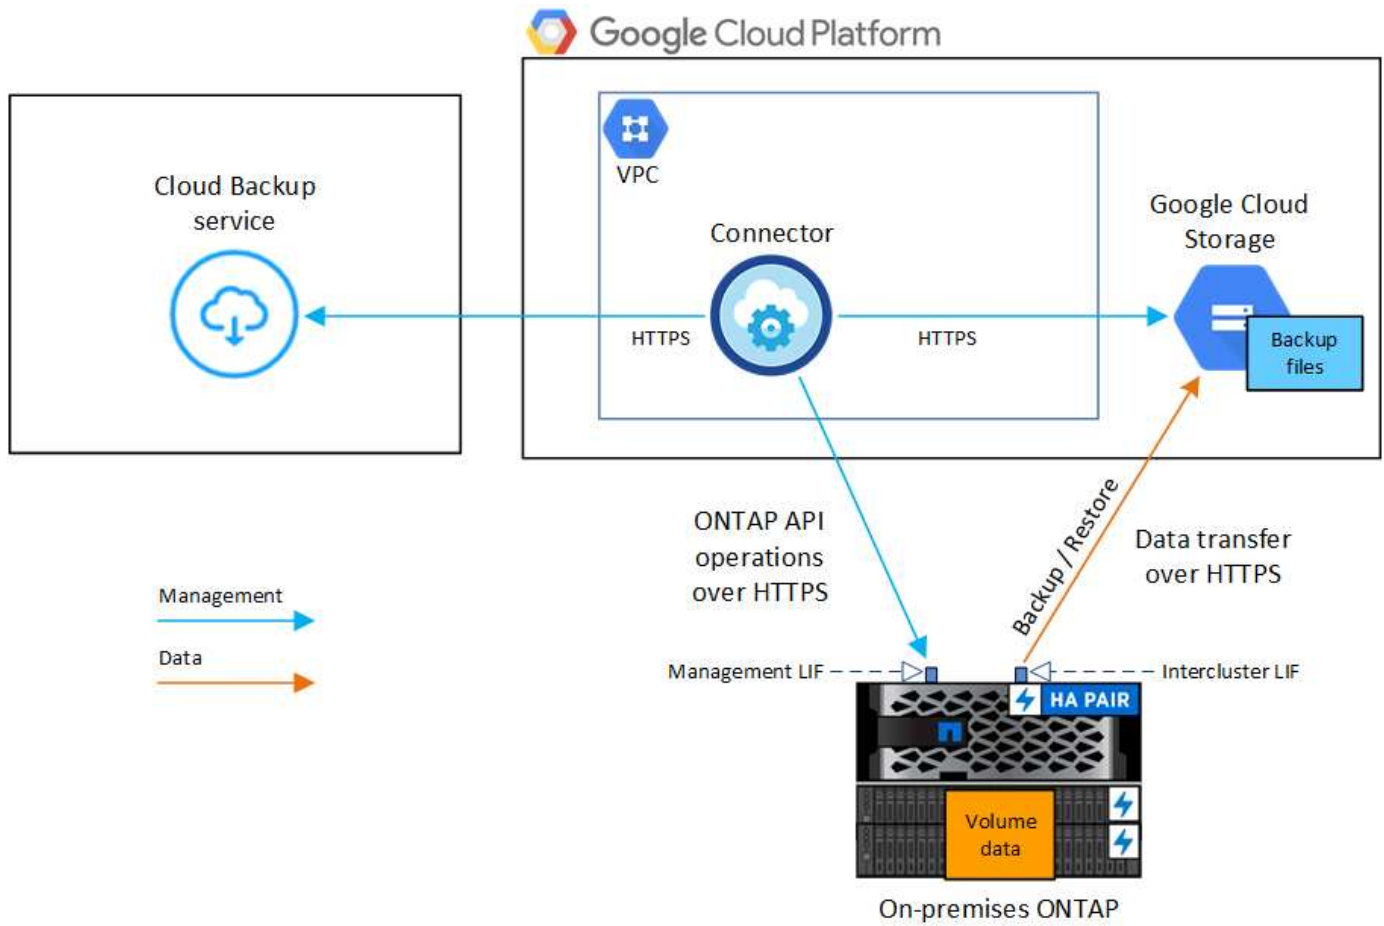 Google Cloud Platform
VPC
Cloud Backup
service
Connector
Google Cloud
Storage
HTTPS
HTTPS
Backup
files
ONTAP API
operations
over HTTPS
Backup / Restore
Data transfer
over HTTPS
Management
Data
Management LIF
Intercluster LIF
HA PAIR
Volume
data
On-premises ONTAP